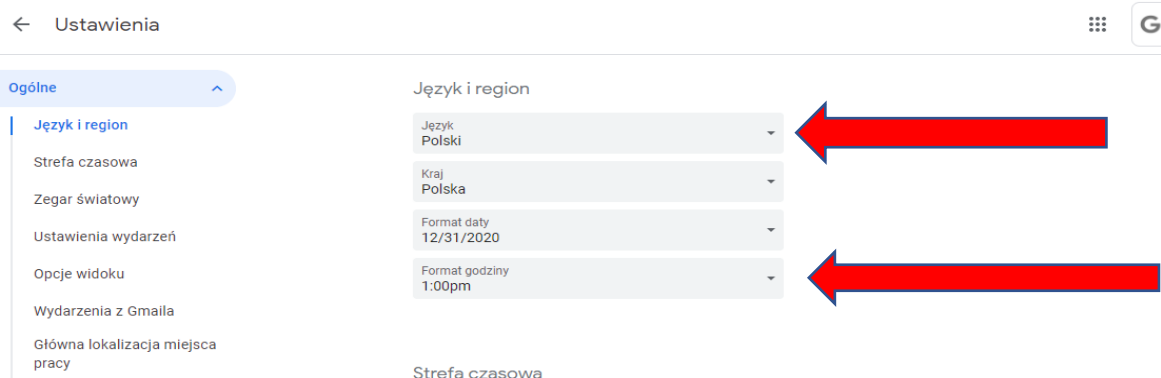 Ustawienia
Ogólne
Język i region
Strefa czasowa
Zegar światowy
Ustawienia wydarzeń
Opcje widoku
Wydarzenia z Gmaila
Główna lokalizacja miejsca
pracy
Język i region
Język
Polski
Kraj
Polska
Format daty
12/31/2020
Format godziny
1:00pm
Strefa czasowa
G